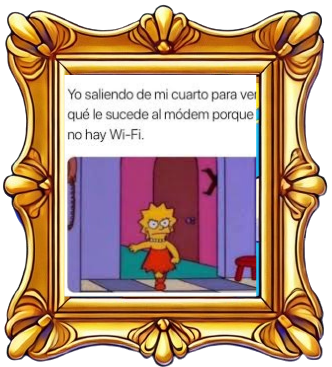 Yo saliendo de mi cuarto para ver
qué le sucede al módem porque
no hay Wi-Fi.